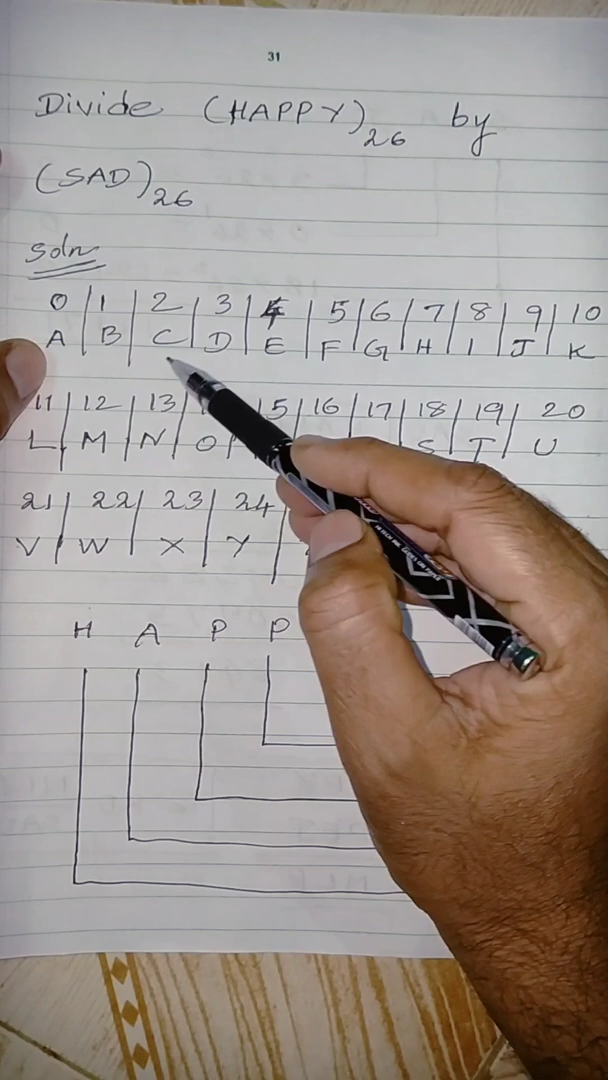 31
Divide (HAPPY)26 by
(SAD)26
Soln
0 | 1 | 2 | 3 | 4 | 5 | 6 | 7 | 8 | 9 | 10
A | B | C | D | E | F | G | H | I | J | K
11 | 12 | 13 15 | 16 | 17 | 18 | 19 | 20
L | M | N | O S | T | U
21 | 22 | 23 | 24
V | W | X | Y
H A P P